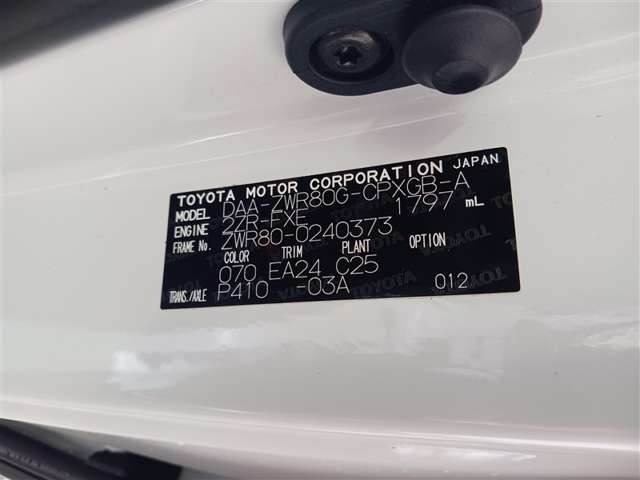 TOYOTA MOTOR CORPORATION JAPAN
MODEL DAA-ZWR80G-CPXGB-A
ENGINE 2ZR-FXE 1797 mL
FRAME No. ZWR80-0240373
COLOR TRIM PLANT OPTION
070 EA24 C25
TRANS./AXLE P410 -03A 012